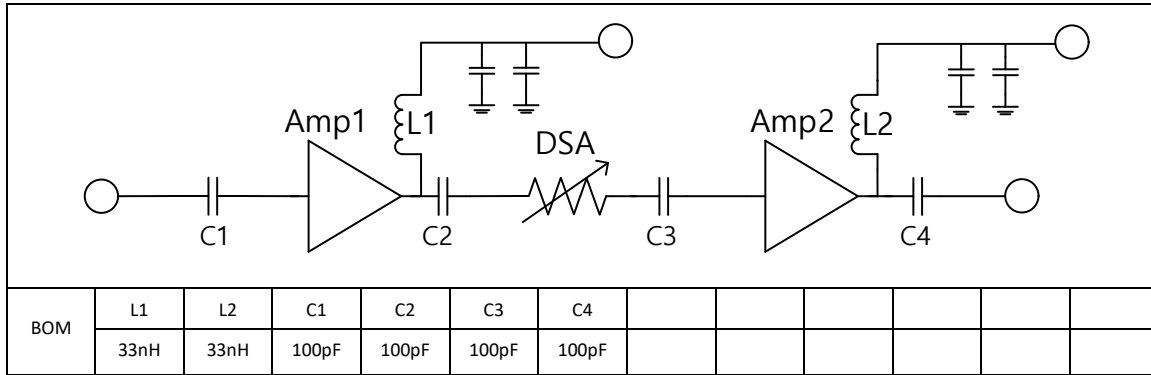 Amp1
L1
DSA
Amp2
L2
C1
C2
C3
C4
BOM
L1 L2 C1 C2 C3 C4
33nH 33nH 100pF 100pF 100pF 100pF